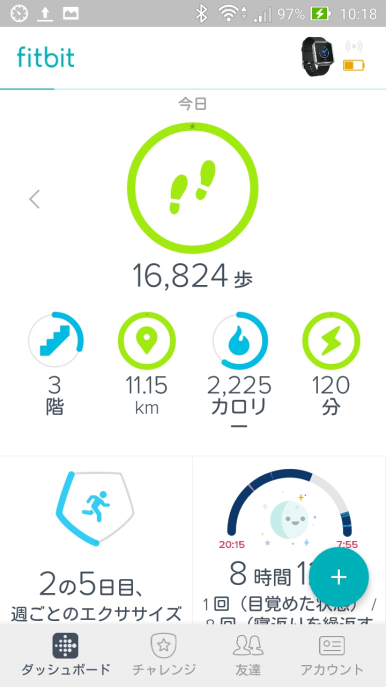 97% 10:18
fitbit
今日
16,824 歩
3 11.15 2,225 120
階 km カロリ 分
ー
20:15 7:55
2の5日目、
8 時間
週ごとのエクササイズ
1回（目覚めた状態） /
ダッシュボード チャレンジ 友達 アカウント